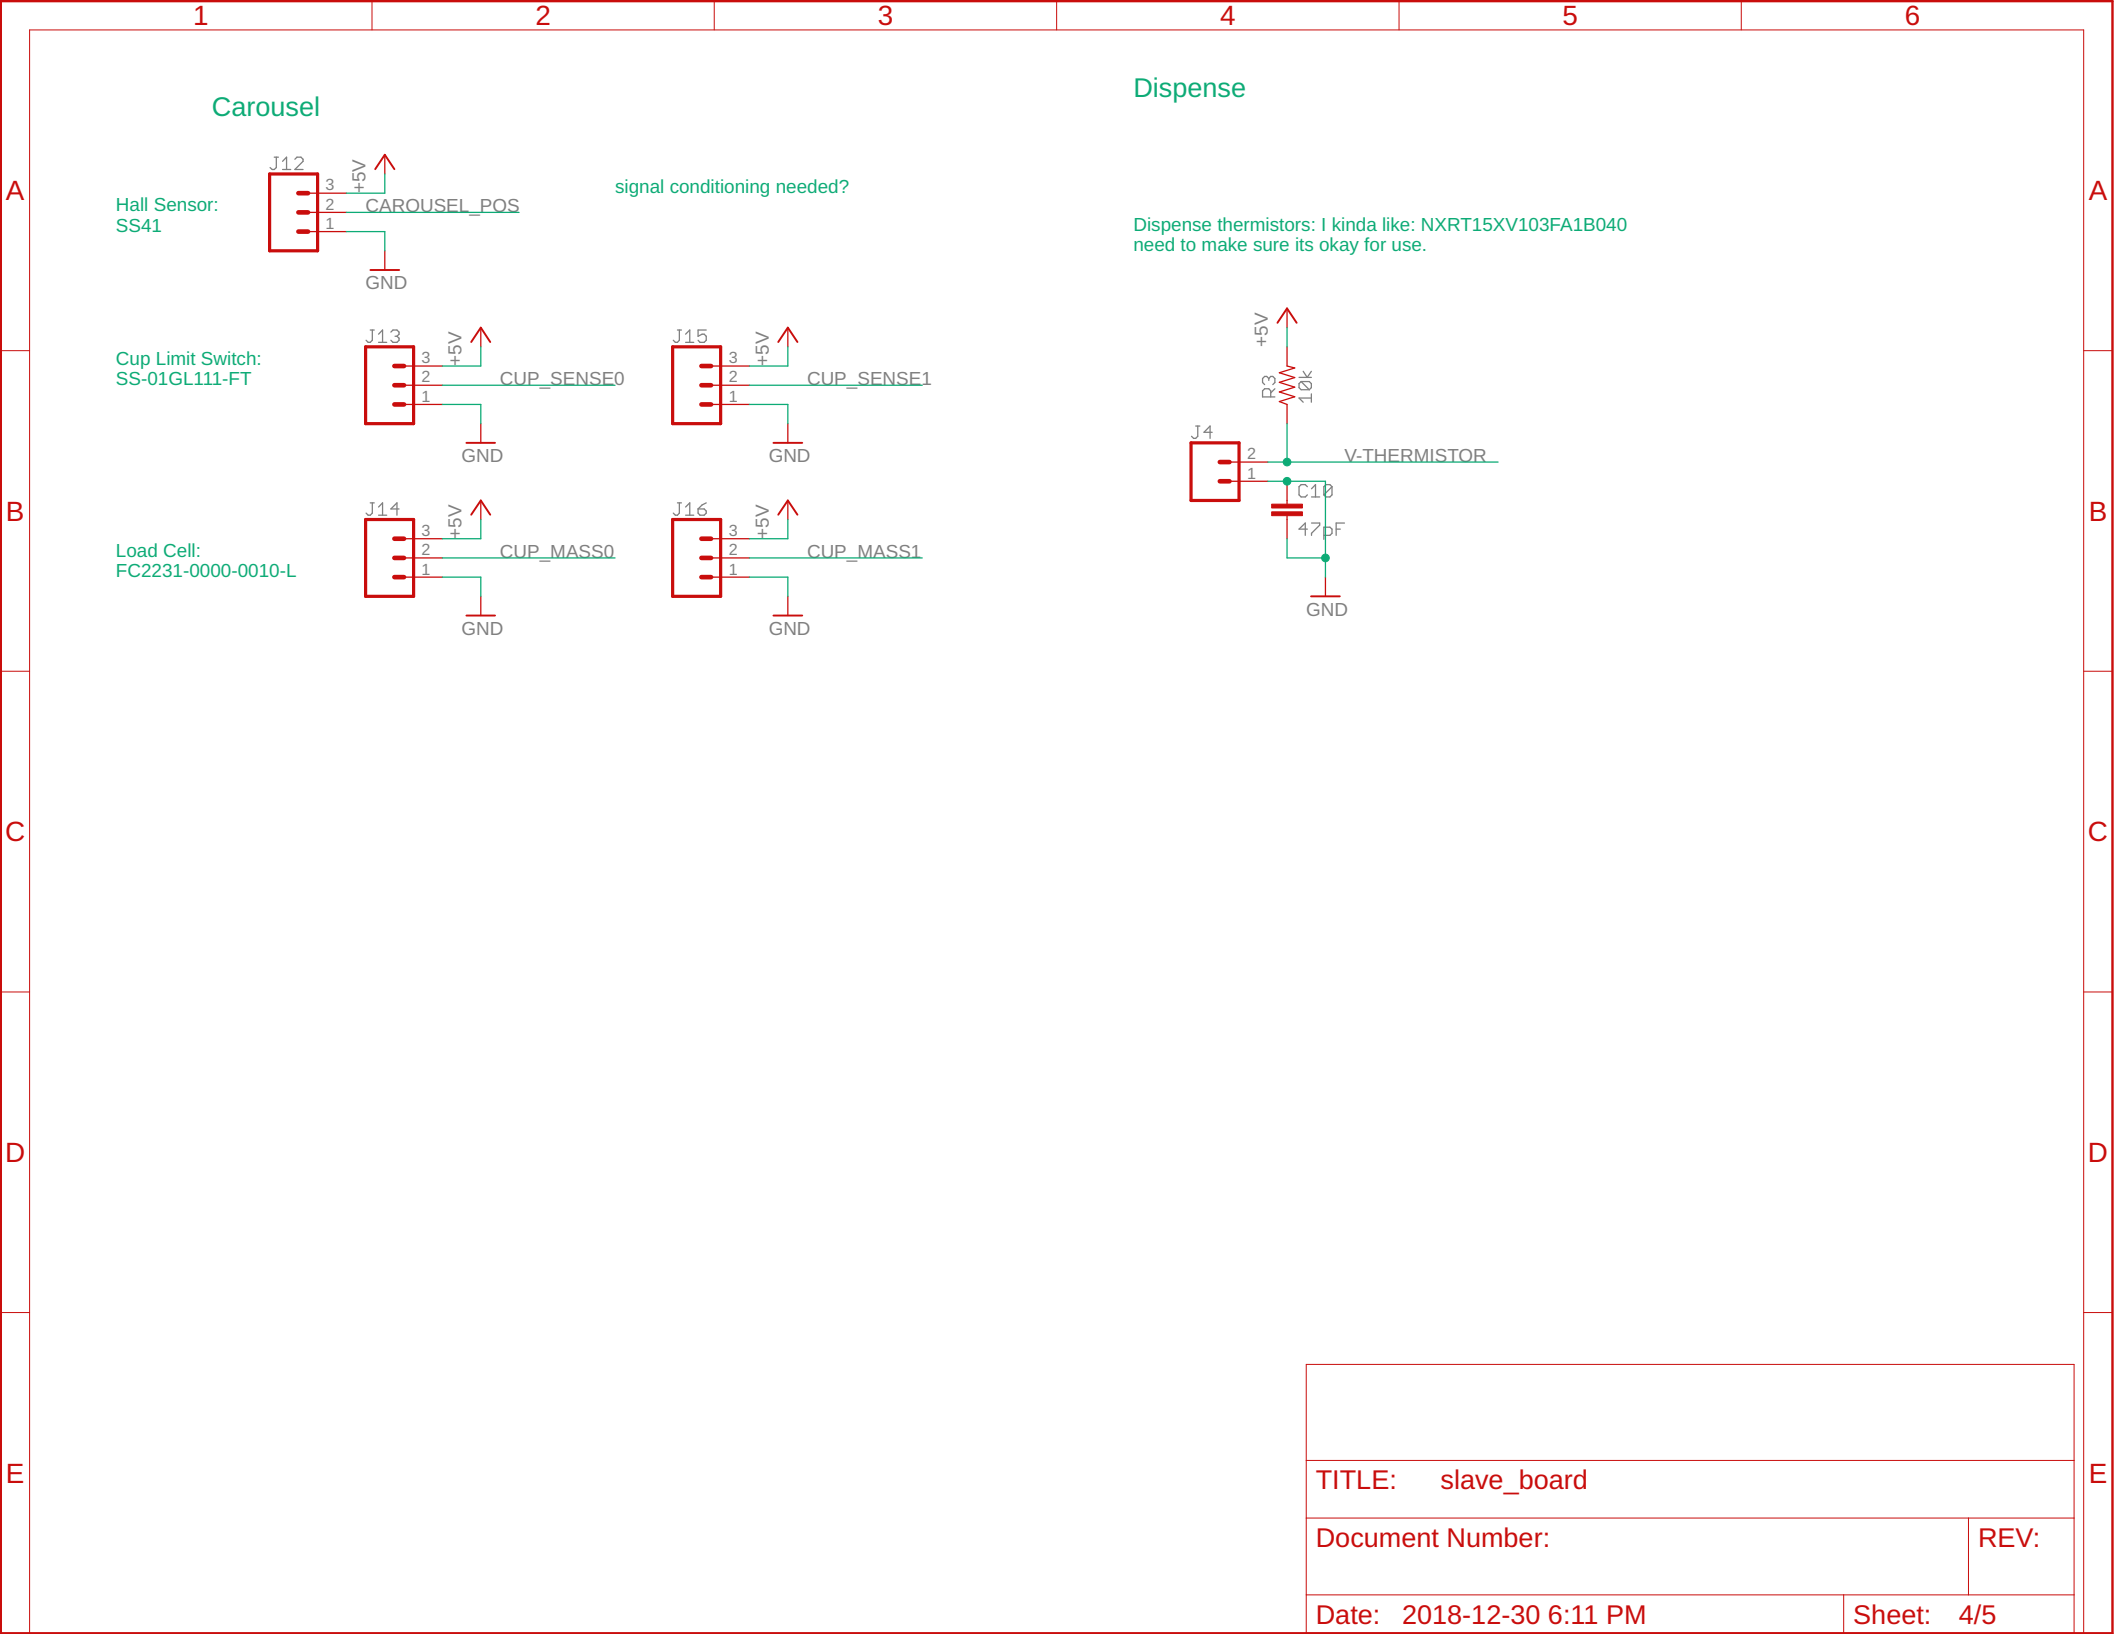 1 2 3 4 5 6
Carousel
Dispense
J12
+5V
A
A
3
2
1
CAROUSEL_POS
GND
Hall Sensor:
SS41
signal conditioning needed?
Dispense thermistors: I kinda like: NXRT15XV103FA1B040
need to make sure its okay for use.
Cup Limit Switch:
SS-01GL111-FT
J13
+5V
3
2
1
CUP_SENSE0
GND
J15
+5V
3
2
1
CUP_SENSE1
GND
+5V
R3
10k
J4
2
1
V-THERMISTOR
C10
47pF
GND
B
B
Load Cell:
FC2231-0000-0010-L
J14
+5V
3
2
1
CUP_MASS0
GND
J16
+5V
3
2
1
CUP_MASS1
GND
C
C
D
D
E
E
TITLE: slave_board
Document Number:
REV:
Date: 2018-12-30 6:11 PM
Sheet: 4/5